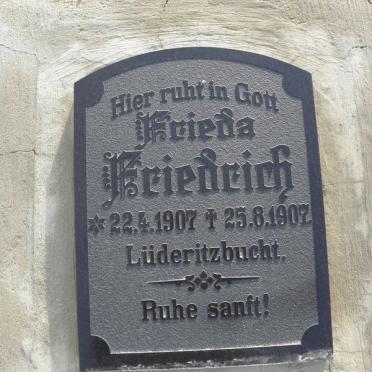 Hier ruht in Gott
Frieda
Friedrich
* 22.4.1907 † 25.8.1907.
Lüderitzbucht.
Ruhe sanft!